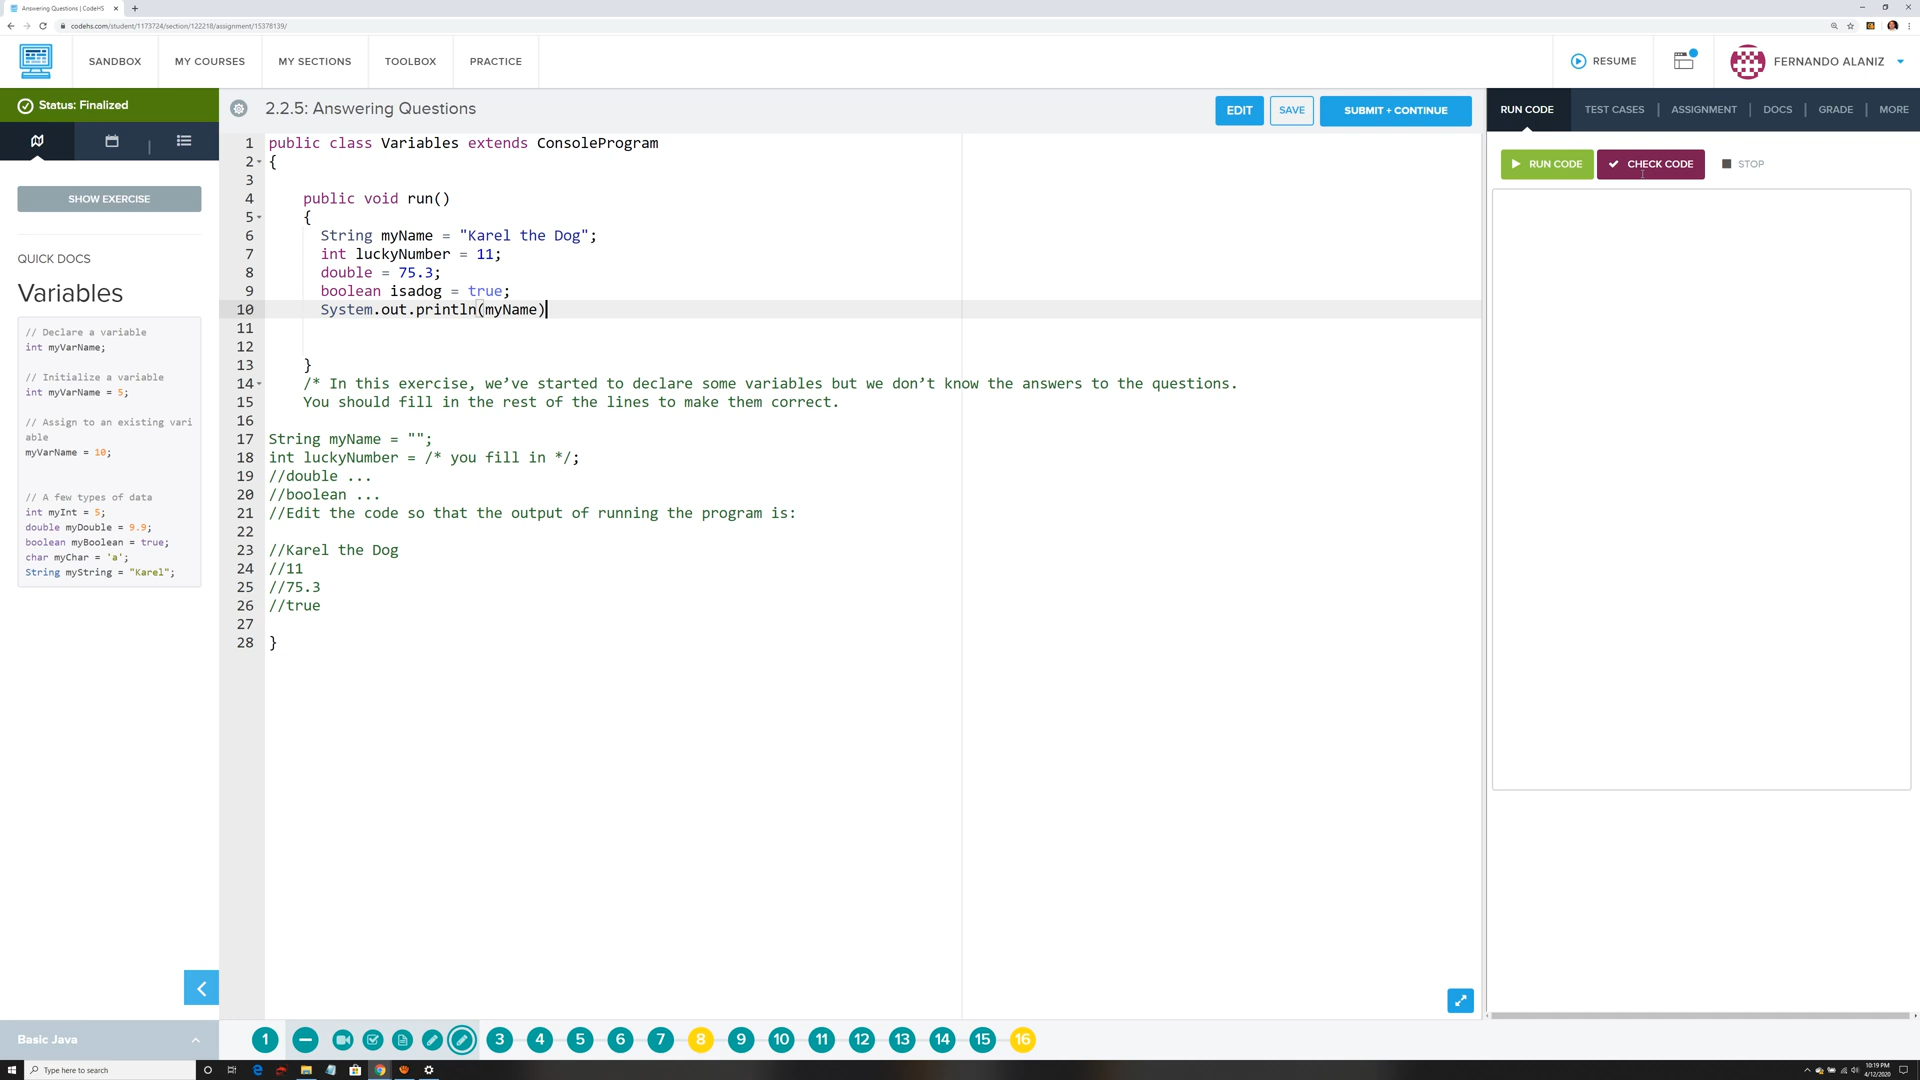 Answering Questions | CodeHS
codehs.com/student/1173724/section/122218/assignment/15378139/
SANDBOX
MY COURSES
MY SECTIONS
TOOLBOX
PRACTICE
RESUME
FERNANDO ALANIZ
Status: Finalized
2.2.5: Answering Questions
EDIT
SAVE
SUBMIT + CONTINUE
RUN CODE
TEST CASES
ASSIGNMENT
DOCS
GRADE
MORE
RUN CODE
CHECK CODE
STOP
SHOW EXERCISE
QUICK DOCS
Variables
// Declare a variable
int myVarName;
// Initialize a variable
int myVarName = 5;
// Assign to an existing vari
able
myVarName = 10;
// A few types of data
int myInt = 5;
double myDouble = 9.9;
boolean myBoolean = true;
char myChar = 'a';
String myString = "Karel";
1 public class Variables extends ConsoleProgram
2 {
3
4 public void run()
5 {
6 String myName = "Karel the Dog";
7 int luckyNumber = 11;
8 double = 75.3;
9 boolean isadog = true;
10 System.out.println(myName)
11
12
13 }
14 /* In this exercise, we’ve started to declare some variables but we don’t know the answers to the questions.
15 You should fill in the rest of the lines to make them correct.
16
17 String myName = "";
18 int luckyNumber = /* you fill in */;
19 //double ...
20 //boolean ...
21 //Edit the code so that the output of running the program is:
22
23 //Karel the Dog
24 //11
25 //75.3
26 //true
27
28 }
Basic Java
1 3 4 5 6 7 8 9 10 11 12 13 14 15 16
Type here to search
10:19 PM
4/12/2020